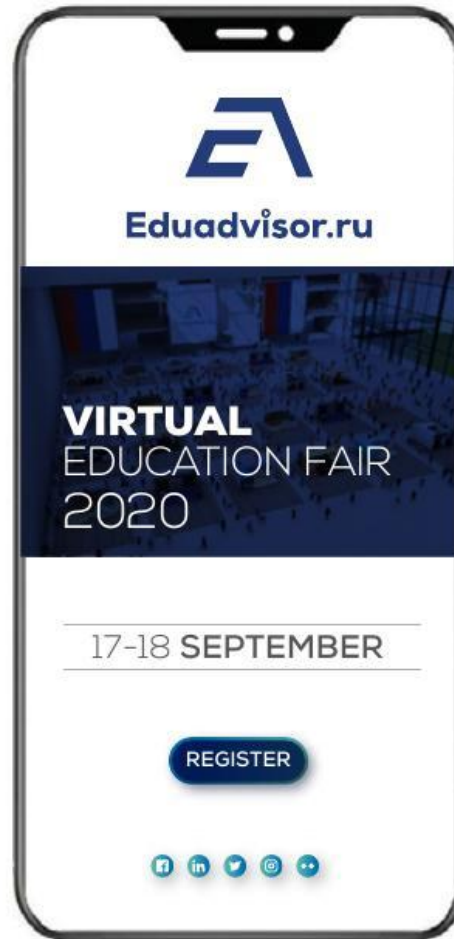 Eduadvisor.ru
VIRTUAL
EDUCATION FAIR
2020
17-18 SEPTEMBER
REGISTER